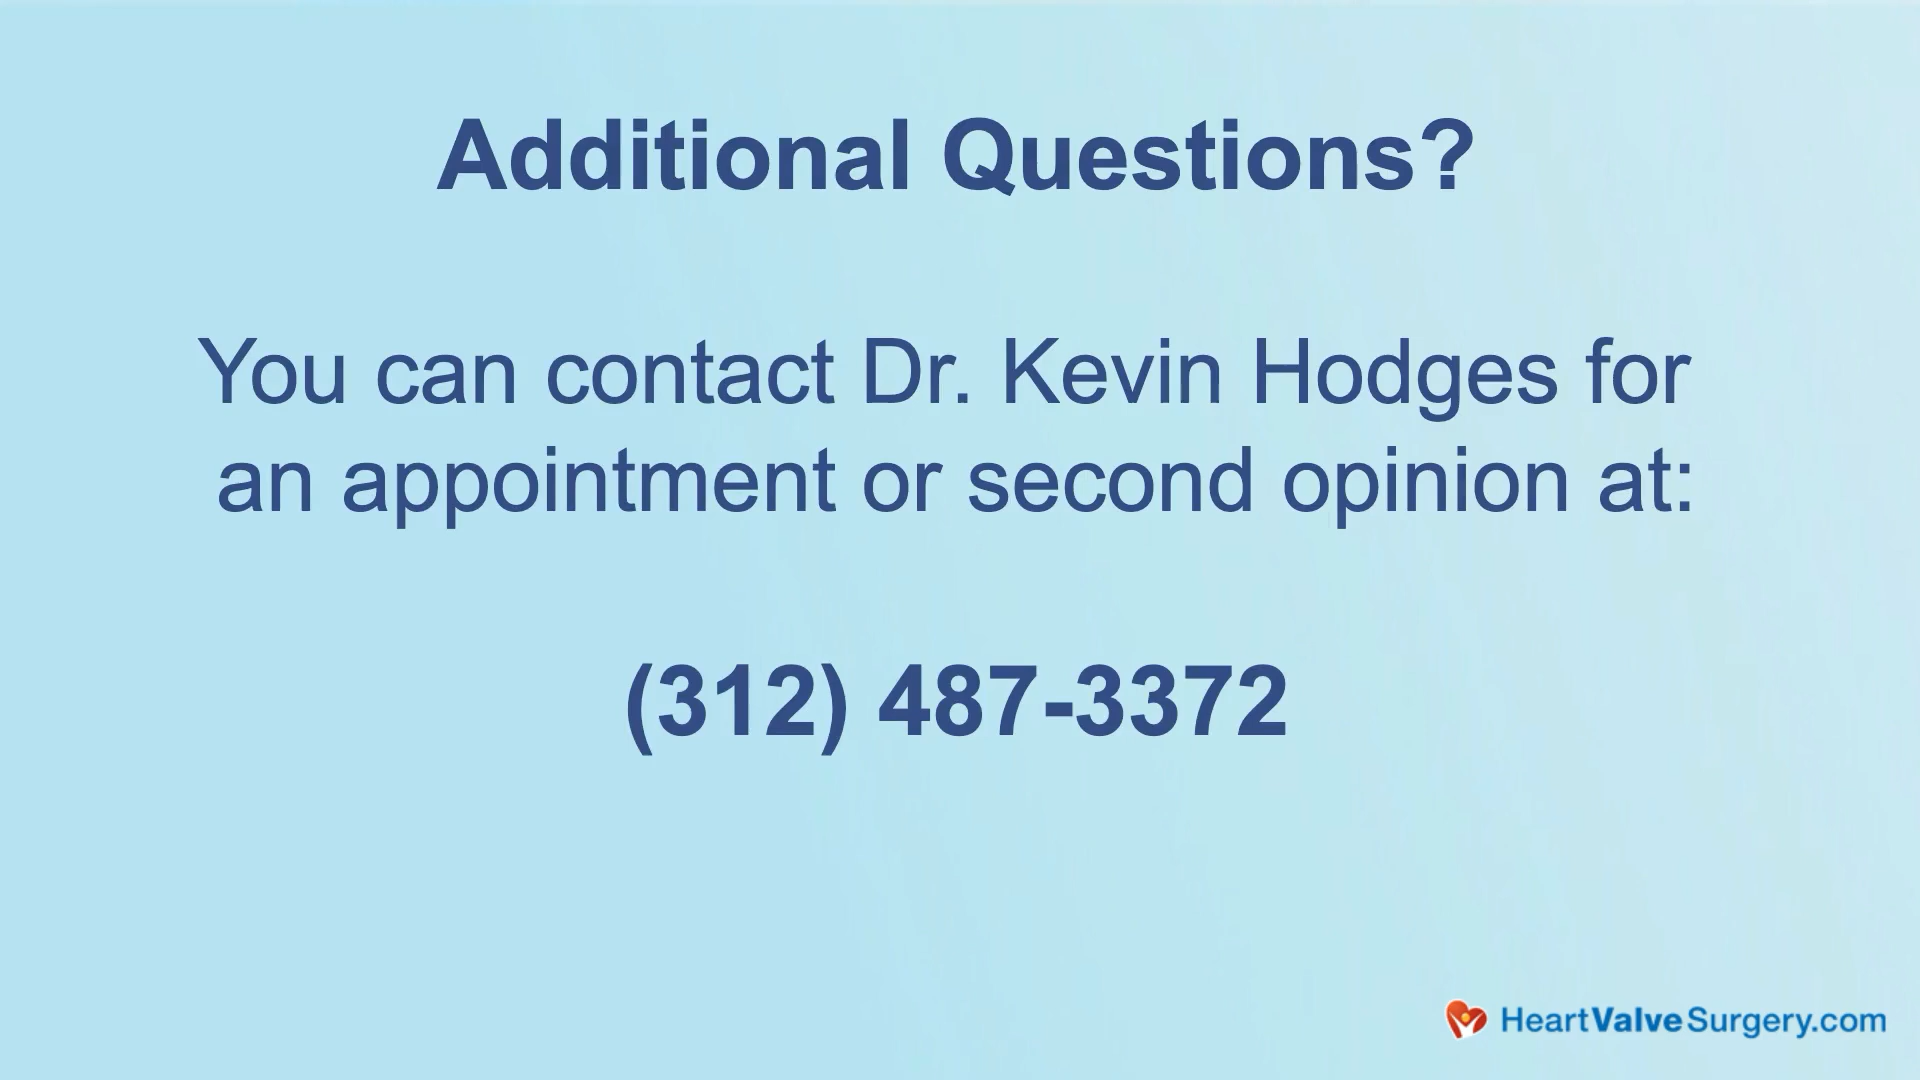 Additional Questions?
You can contact Dr. Kevin Hodges for
an appointment or second opinion at:
(312) 487-3372
HeartValveSurgery.com